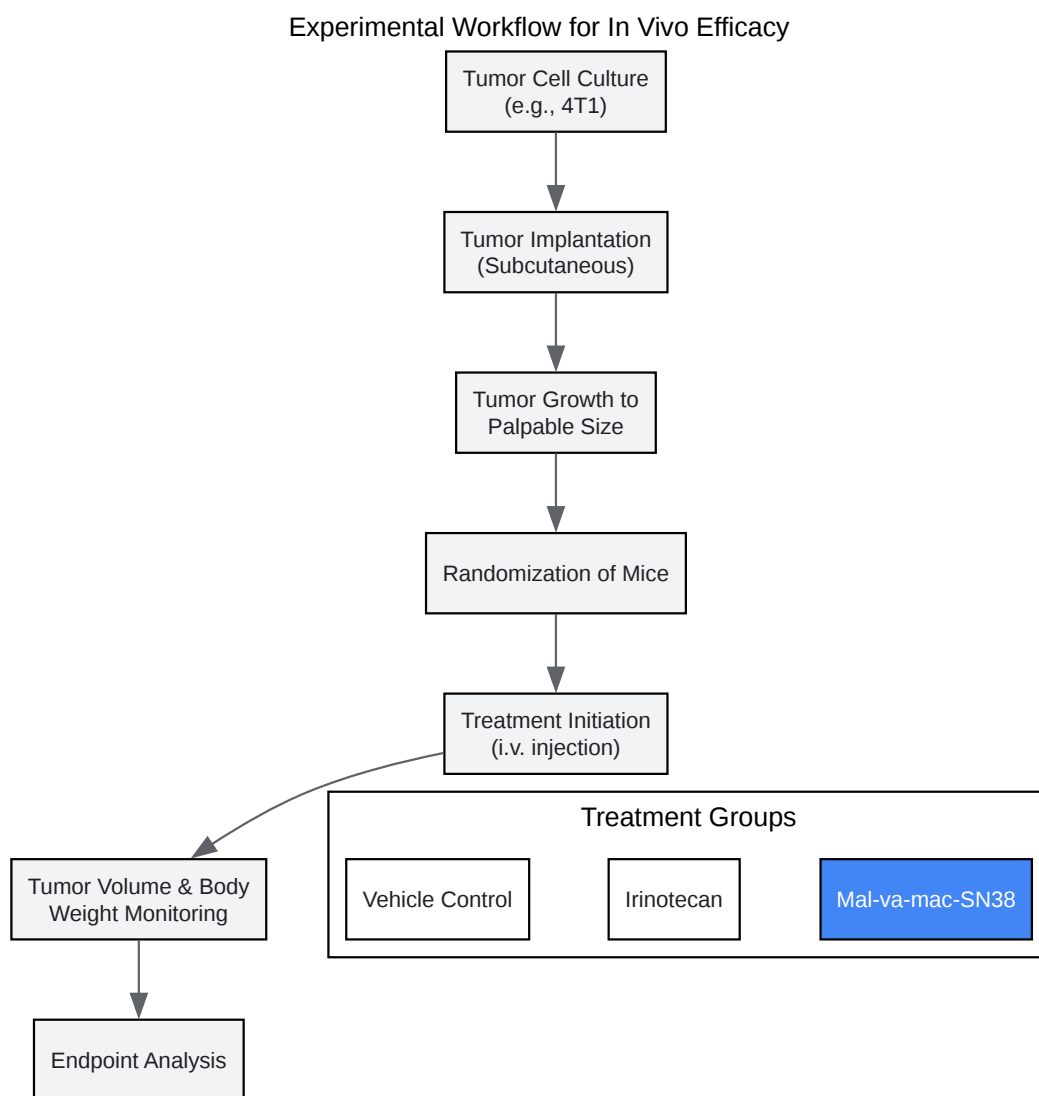 Experimental Workflow for In Vivo Efficacy
Tumor Cell Culture
(e.g., 4T1)
Tumor Implantation
(Subcutaneous)
Tumor Growth to
Palpable Size
Randomization of Mice
Treatment Initiation
(i.v. injection)
Treatment Groups
Vehicle Control
Irinotecan
Mal-va-mac-SN38
Tumor Volume & Body
Weight Monitoring
Endpoint Analysis